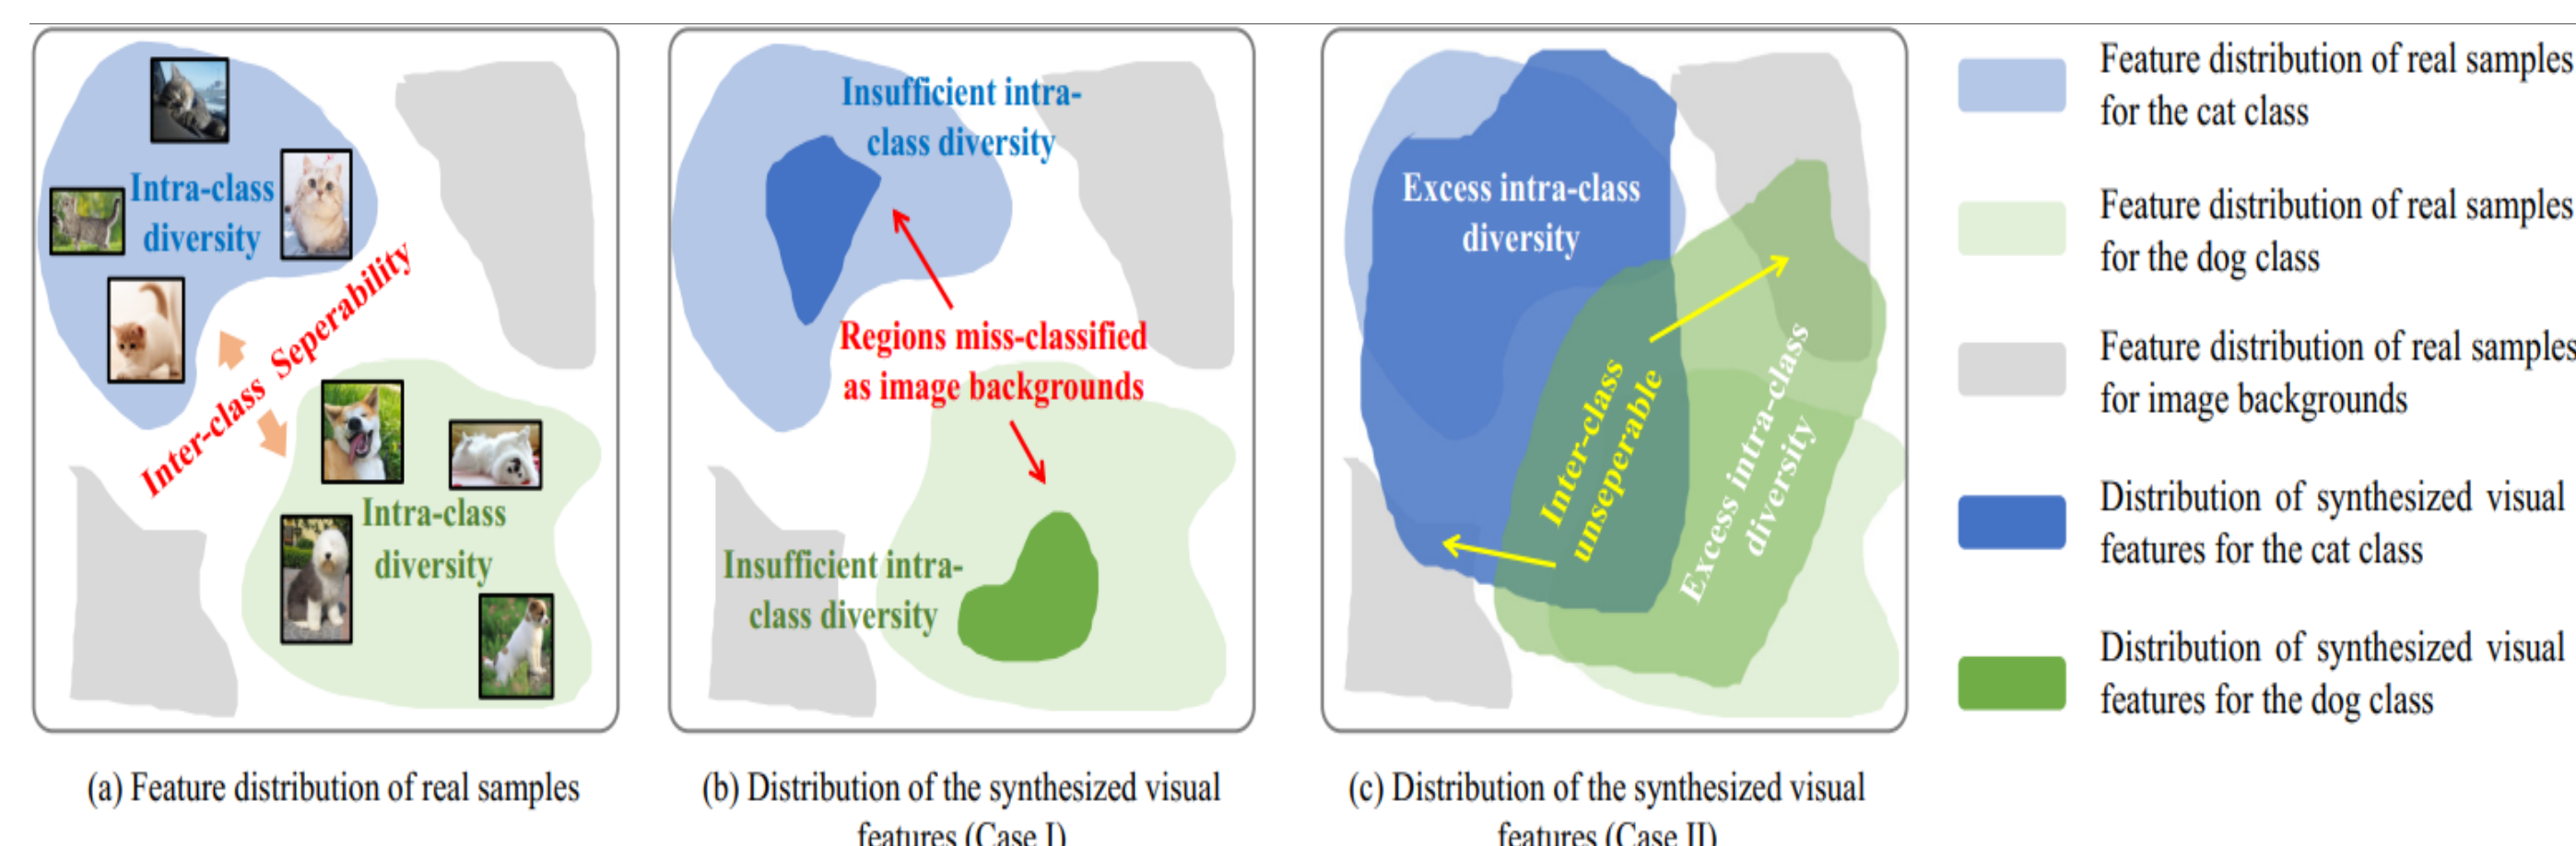 Intra-class
diversity
Inter-class Seperability
Intra-class
diversity
(a) Feature distribution of real samples
Insufficient intra-
class diversity
Regions miss-classified
as image backgrounds
Insufficient intra-
class diversity
(b) Distribution of the synthesized visual
features (Case I)
Excess intra-class
diversity
Inter-class
unseperable
Excess intra-class
diversity
(c) Distribution of the synthesized visual
features (Case II)
Feature distribution of real samples
for the cat class
Feature distribution of real samples
for the dog class
Feature distribution of real samples
for image backgrounds
Distribution of synthesized visual
features for the cat class
Distribution of synthesized visual
features for the dog class